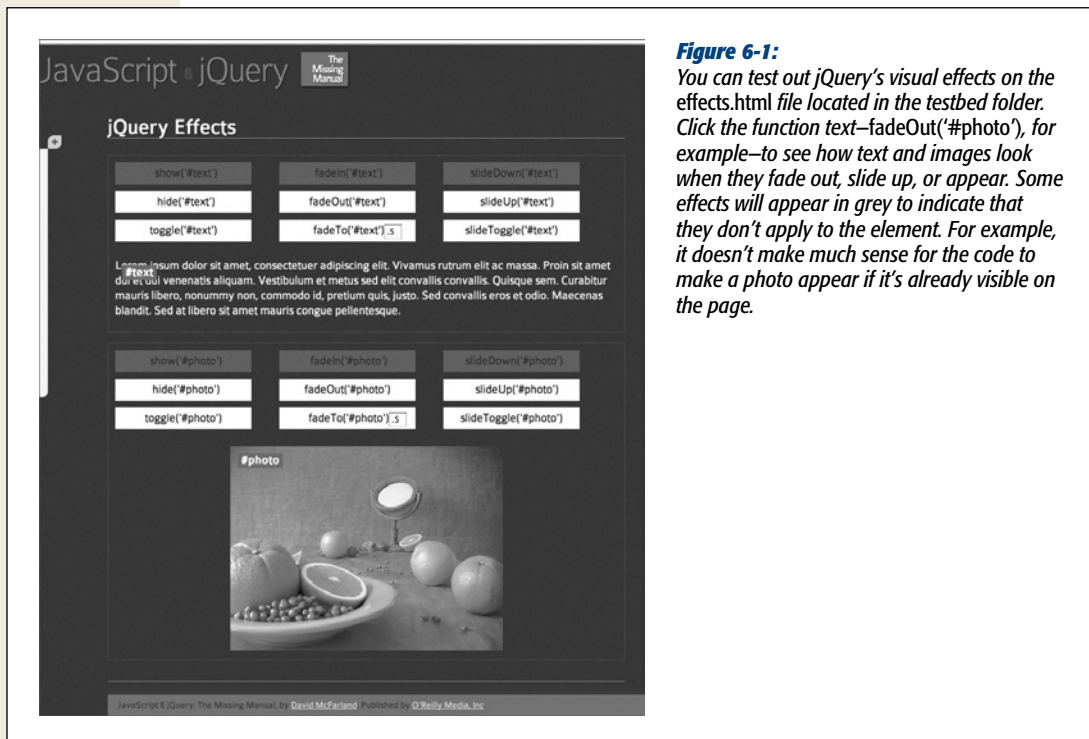 JavaScript & jQuery
The
Missing
Manual
jQuery Effects
show('#text') fadeIn('#text') slideDown('#text')
hide('#text') fadeOut('#text') slideUp('#text')
toggle('#text') fadeTo('#text') .5 slideToggle('#text')
Lorem ipsum dolor sit amet, consectetuer adipiscing elit. Vivamus rutrum elit ac massa. Proin sit amet
#text
dui et dui venenatis aliquam. Vestibulum et metus sed elit convallis convallis. Quisque sem. Curabitur
mauris libero, nonummy non, commodo id, pretium quis, justo. Sed convallis eros et odio. Maecenas
blandit. Sed at libero sit amet mauris congue pellentesque.
show('#photo') fadeIn('#photo') slideDown('#photo')
hide('#photo') fadeOut('#photo') slideUp('#photo')
toggle('#photo') fadeTo('#photo') .5 slideToggle('#photo')
#photo
JavaScript & jQuery: The Missing Manual, by David McFarland. Published by O'Reilly Media, Inc
Figure 6-1:
You can test out jQuery’s visual effects on the
effects.html file located in the testbed folder.
Click the function text—fadeOut(‘#photo’), for
example—to see how text and images look
when they fade out, slide up, or appear. Some
effects will appear in grey to indicate that
they don’t apply to the element. For example,
it doesn’t make much sense for the code to
make a photo appear if it’s already visible on
the page.